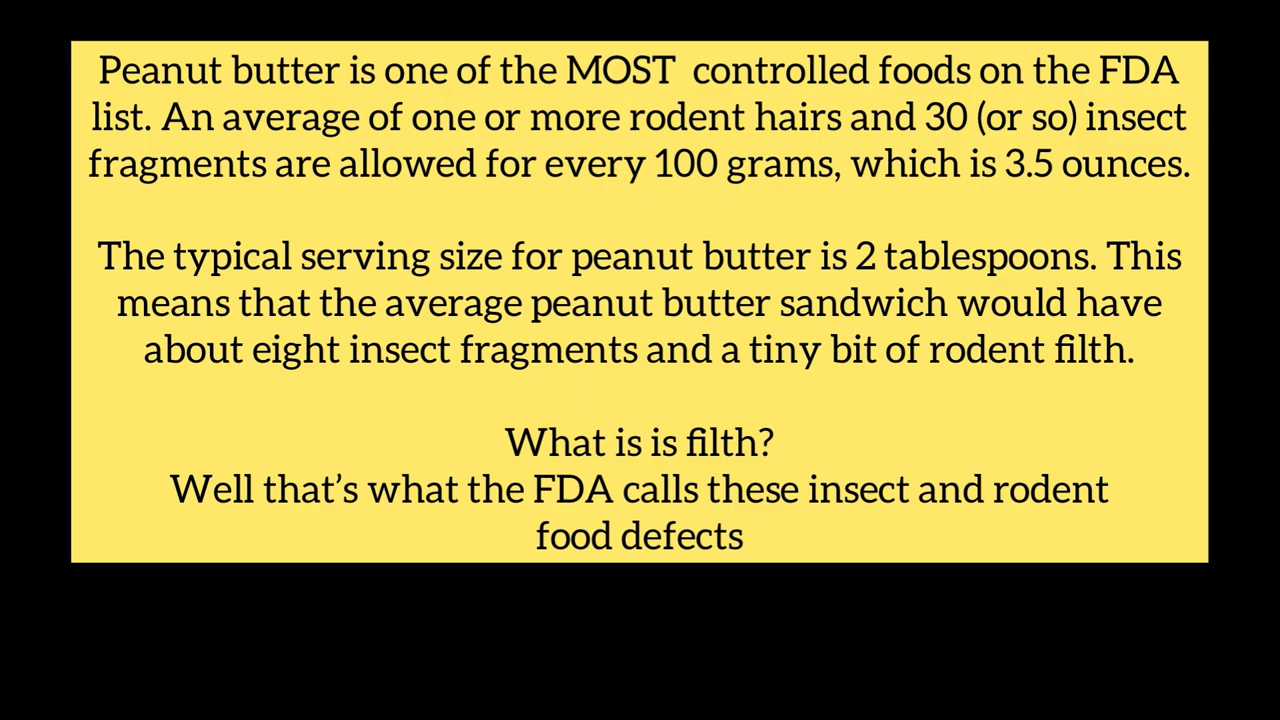 Peanut butter is one of the MOST  controlled foods on the FDA
list. An average of one or more rodent hairs and 30 (or so) insect
fragments are allowed for every 100 grams, which is 3.5 ounces.
The typical serving size for peanut butter is 2 tablespoons. This
means that the average peanut butter sandwich would have
about eight insect fragments and a tiny bit of rodent filth.
What is is filth?
Well that’s what the FDA calls these insect and rodent
food defects